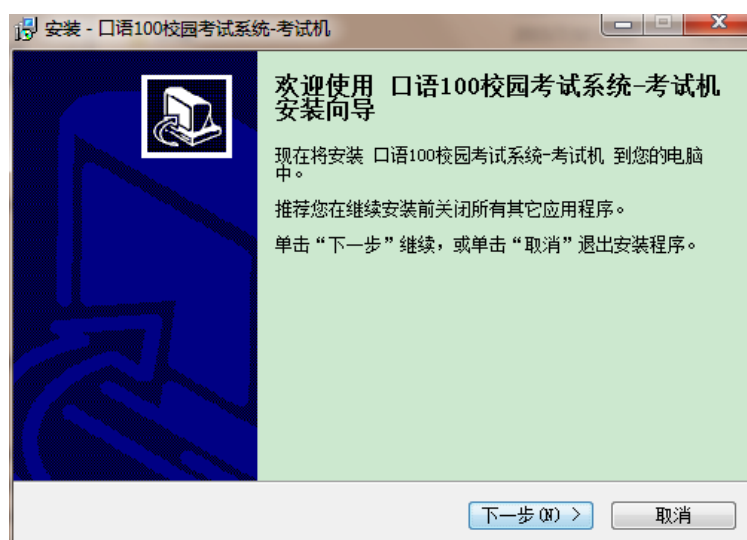 安装 - 口语100校园考试系统-考试机
欢迎使用 口语100校园考试系统-考试机
安装向导
现在将安装 口语100校园考试系统-考试机 到您的电脑
中。
推荐您在继续安装前关闭所有其它应用程序。
单击“下一步”继续，或单击“取消”退出安装程序。
下一步(N) >
取消